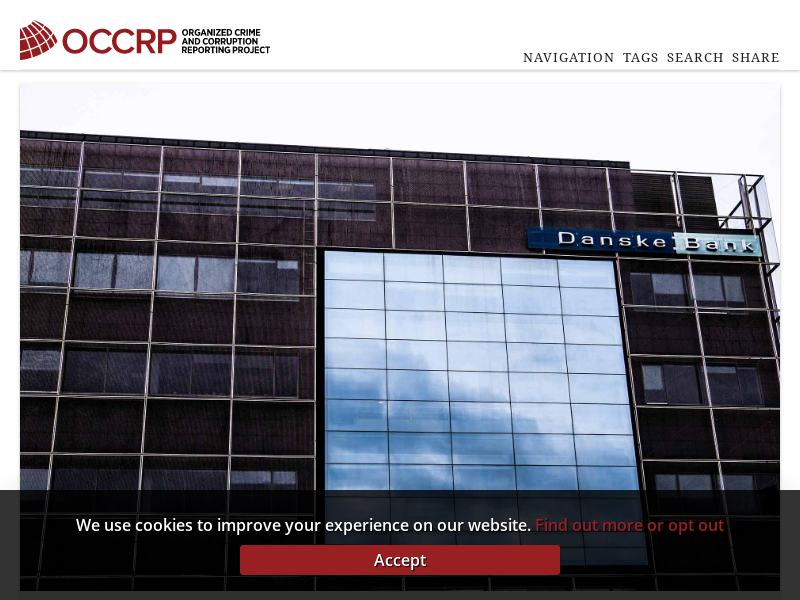 OCCRP
ORGANIZED CRIME
AND CORRUPTION
REPORTING PROJECT
NAVIGATION TAGS SEARCH SHARE
Danske Bank
We use cookies to improve your experience on our website. Find out more or opt out
Accept